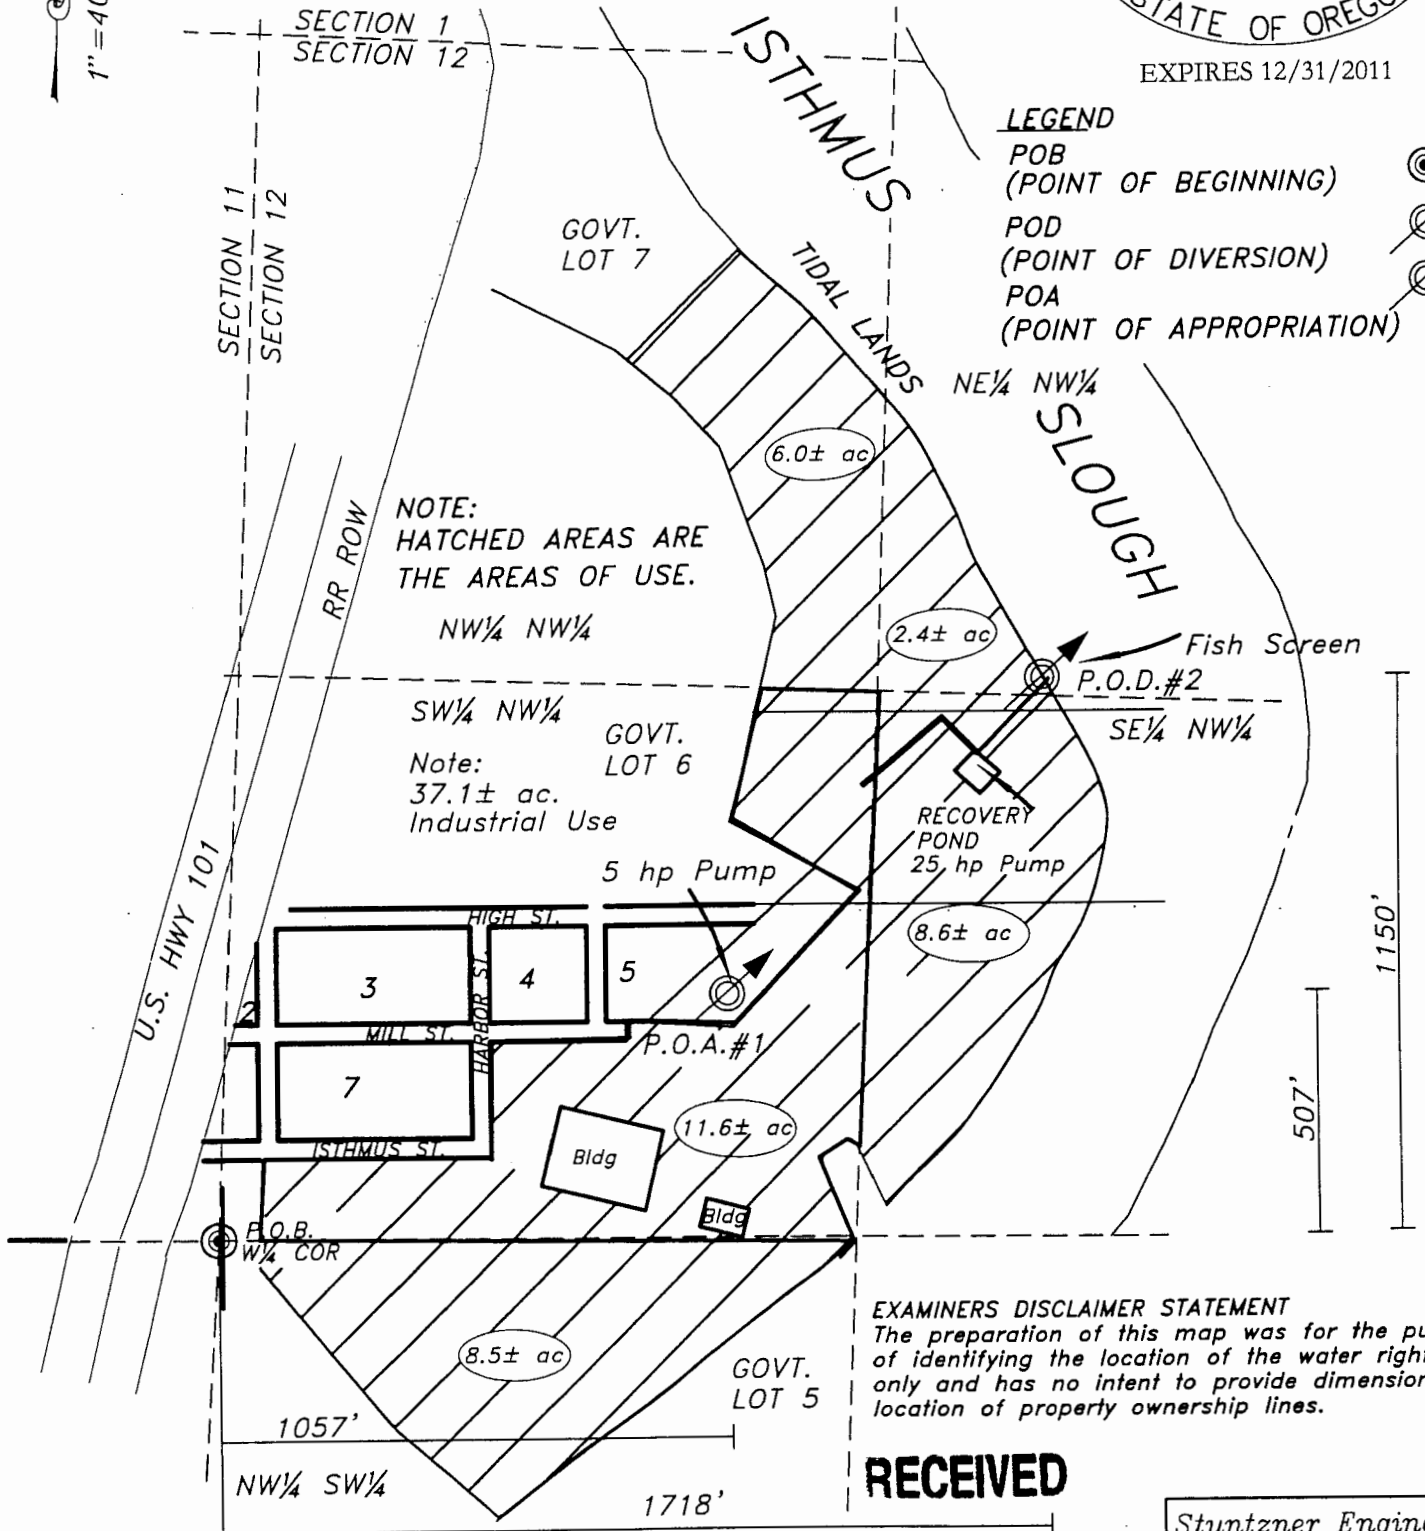 1"=40
SECTION 1
SECTION 12
STATE OF OREGO
EXPIRES 12/31/2011
ISTHMUS
SLOUGH
LEGEND
POB
(POINT OF BEGINNING)
POD
(POINT OF DIVERSION)
POA
(POINT OF APPROPRIATION)
SECTION 11
SECTION 12
GOVT.
LOT 7
TIDAL LANDS
NE¼ NW¼
6.0± ac
NOTE:
HATCHED AREAS ARE
THE AREAS OF USE.
RR ROW
NW¼ NW¼
2.4± ac
Fish Screen
P.O.D.#2
SW¼ NW¼
SE¼ NW¼
GOVT.
LOT 6
Note:
37.1± ac.
Industrial Use
RECOVERY
POND
25 hp Pump
5 hp Pump
U.S. HWY 101
HIGH ST.
8.6± ac
1150'
3
4
5
2
HARBOR ST.
MILL ST.
P.O.A.#1
507'
7
11.6± ac
Bldg
ISTHMUS ST.
Bldg
P.O.B.
W¼ COR
8.5± ac
GOVT.
LOT 5
EXAMINERS DISCLAIMER STATEMENT
The preparation of this map was for the pu
of identifying the location of the water right
only and has no intent to provide dimension
location of property ownership lines.
1057'
RECEIVED
NW¼ SW¼
1718'
Stuntzner Engin